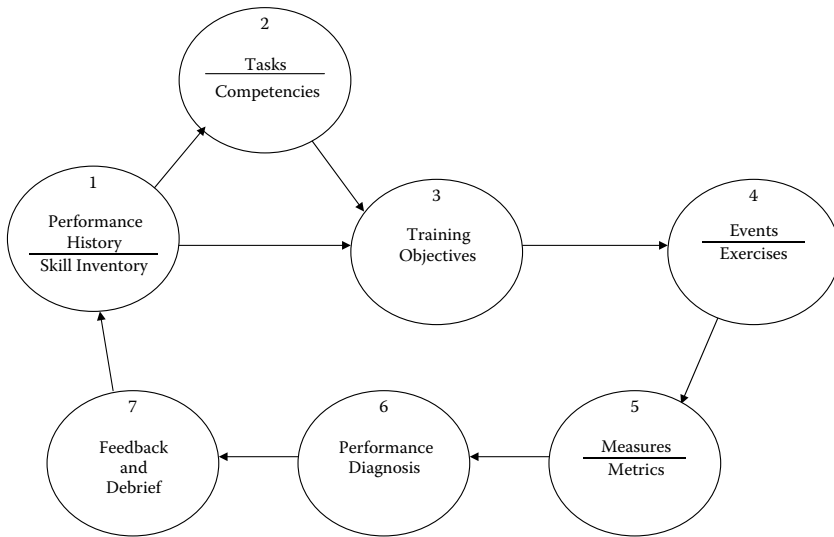 1
Performance
History
Skill Inventory
2
Tasks
Competencies
3
Training
Objectives
4
Events
Exercises
5
Measures
Metrics
6
Performance
Diagnosis
7
Feedback
and
Debrief